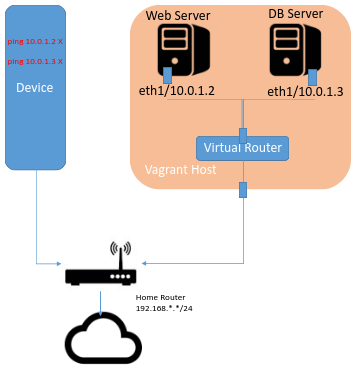 Web Server
DB Server
ping 10.0.1.2 X
ping 10.0.1.3 X
Device
eth1/10.0.1.2
eth1/10.0.1.3
Virtual Router
Vagrant Host
Home Router
192.168.*.*/24